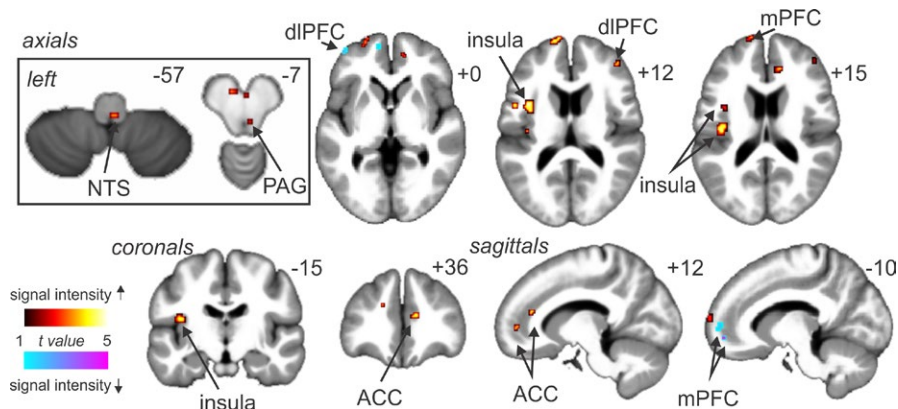 axials
left
-57
-7
NTS
PAG
dlPFC
+0
insula
dlPFC
+12
mPFC
+15
insula
coronals
-15
insula
+36
ACC
sagittals
+12
ACC
-10
mPFC
signal intensity ↑
1 t value 5
signal intensity ↓